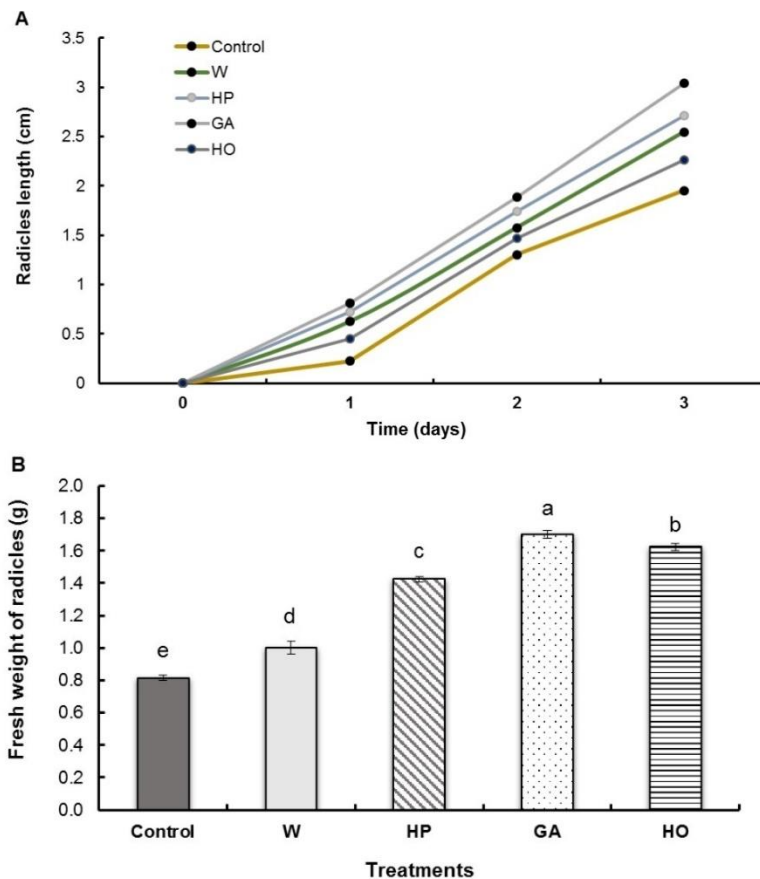 A
Radicles length (cm)
3.5
3
2.5
2
1.5
1
0.5
0
Control
W
HP
GA
HO
0 1 2 3
Time (days)
B
Fresh weight of radicles (g)
2.0
1.8
1.6
1.4
1.2
1.0
0.8
0.6
0.4
0.2
0.0
e d c a b
Control W HP GA HO
Treatments